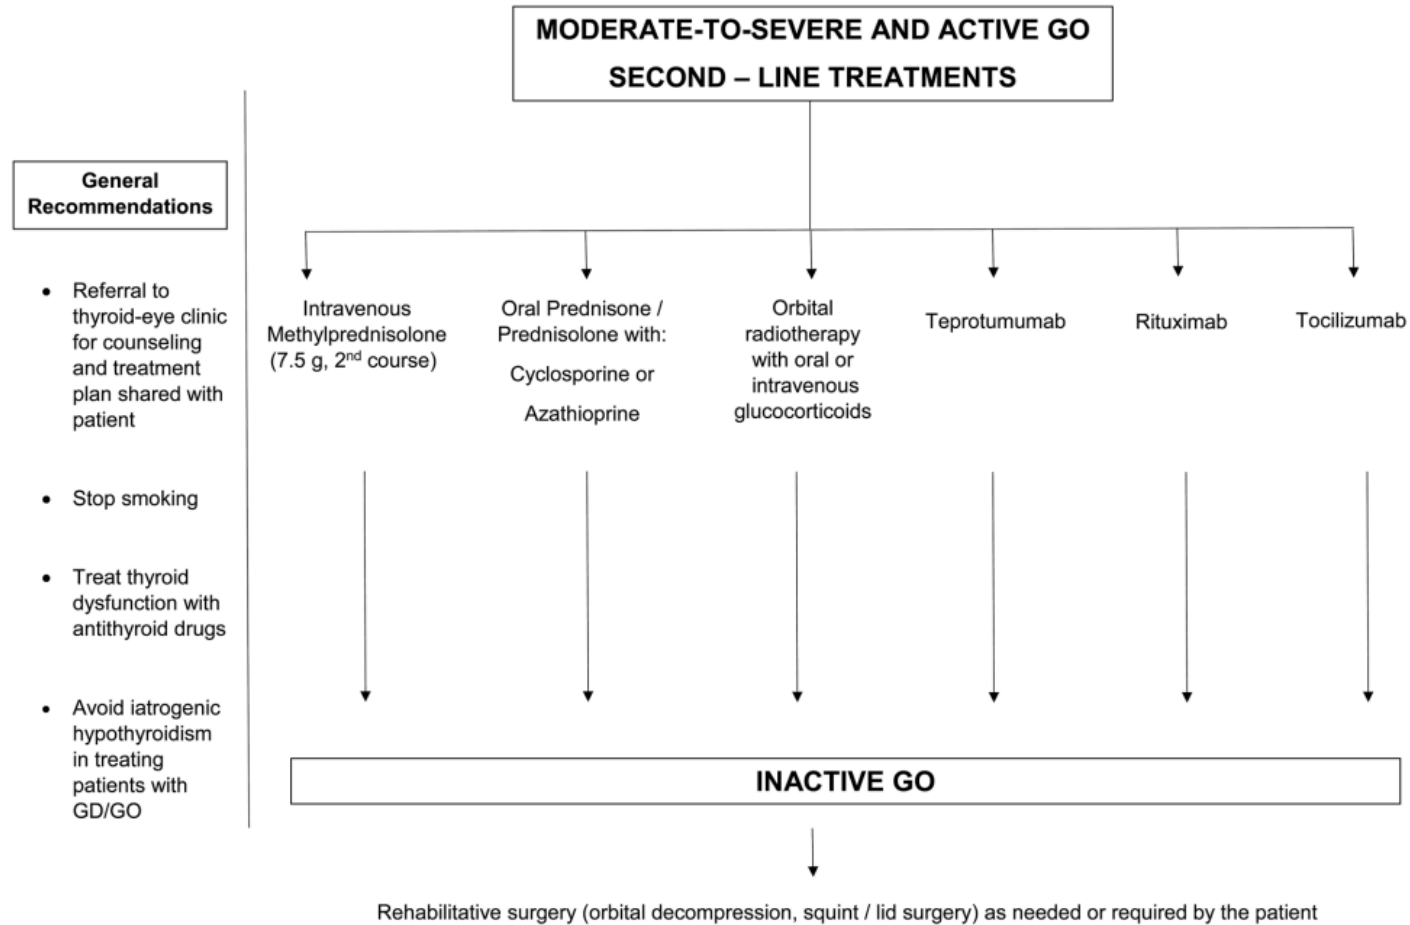 MODERATE-TO-SEVERE AND ACTIVE GO
SECOND – LINE TREATMENTS
General
Recommendations
• Referral to
thyroid-eye clinic
for counseling
and treatment
plan shared with
patient
• Stop smoking
• Treat thyroid
dysfunction with
antithyroid drugs
• Avoid iatrogenic
hypothyroidism
in treating
patients with
GD/GO
Intravenous
Methylprednisolone
(7.5 g, 2nd course)
Oral Prednisone /
Prednisolone with:
Cyclosporine or
Azathioprine
Orbital
radiotherapy
with oral or
intravenous
glucocorticoids
Teprotumumab
Rituximab
Tocilizumab
INACTIVE GO
Rehabilitative surgery (orbital decompression, squint / lid surgery) as needed or required by the patient